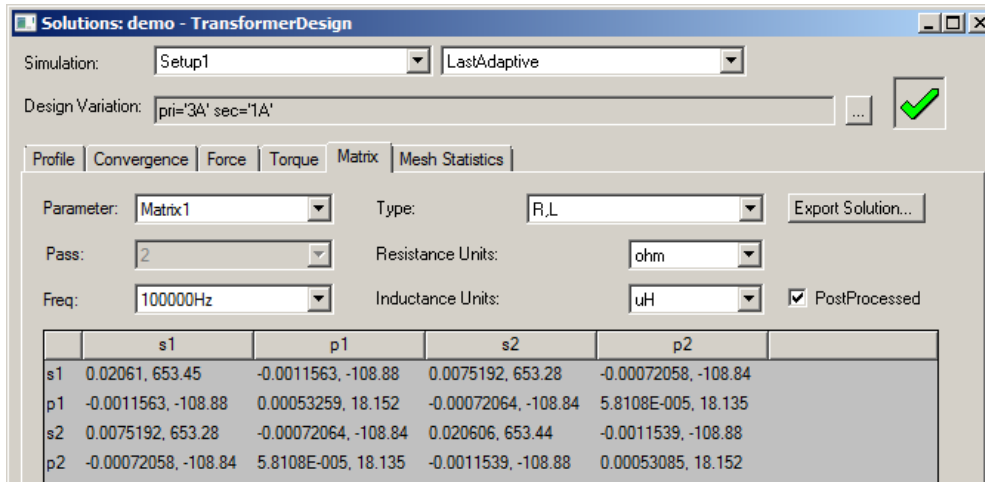 Solutions: demo - TransformerDesign
Simulation: Setup1 LastAdaptive
Design Variation: pri='3A' sec='1A' ...
Profile Convergence Force Torque Matrix Mesh Statistics
Parameter: Matrix1 Type: R,L Export Solution...
Pass: 2 Resistance Units: ohm
Freq: 100000Hz Inductance Units: uH PostProcessed
s1 p1 s2 p2
s1 0.02061, 653.45 -0.0011563, -108.88 0.0075192, 653.28 -0.00072058, -108.84
p1 -0.0011563, -108.88 0.00053259, 18.152 -0.00072064, -108.84 5.8108E-005, 18.135
s2 0.0075192, 653.28 -0.00072064, -108.84 0.020606, 653.44 -0.0011539, -108.88
p2 -0.00072058, -108.84 5.8108E-005, 18.135 -0.0011539, -108.88 0.00053085, 18.152